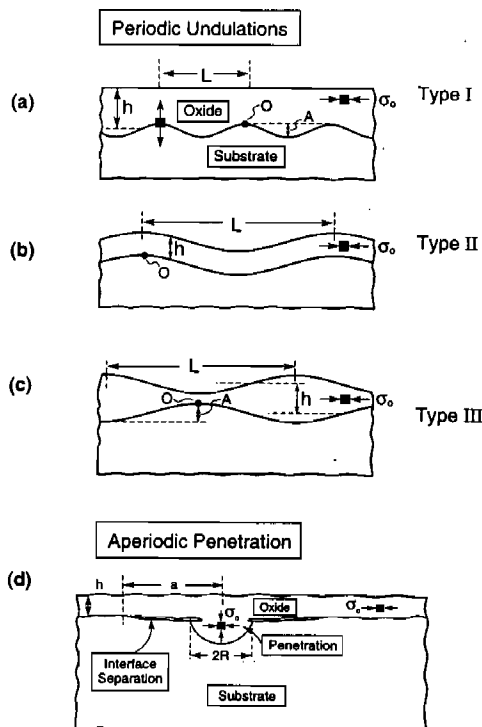 Periodic Undulations
L
(a)
h
Oxide
O
A
σo
Type I
Substrate
L
(b)
h
O
σo
Type II
L
(c)
O
A
h
σo
Type III
Aperiodic Penetration
(d)
h
a
σo
Oxide
σo
Interface
Separation
2R
Penetration
Substrate